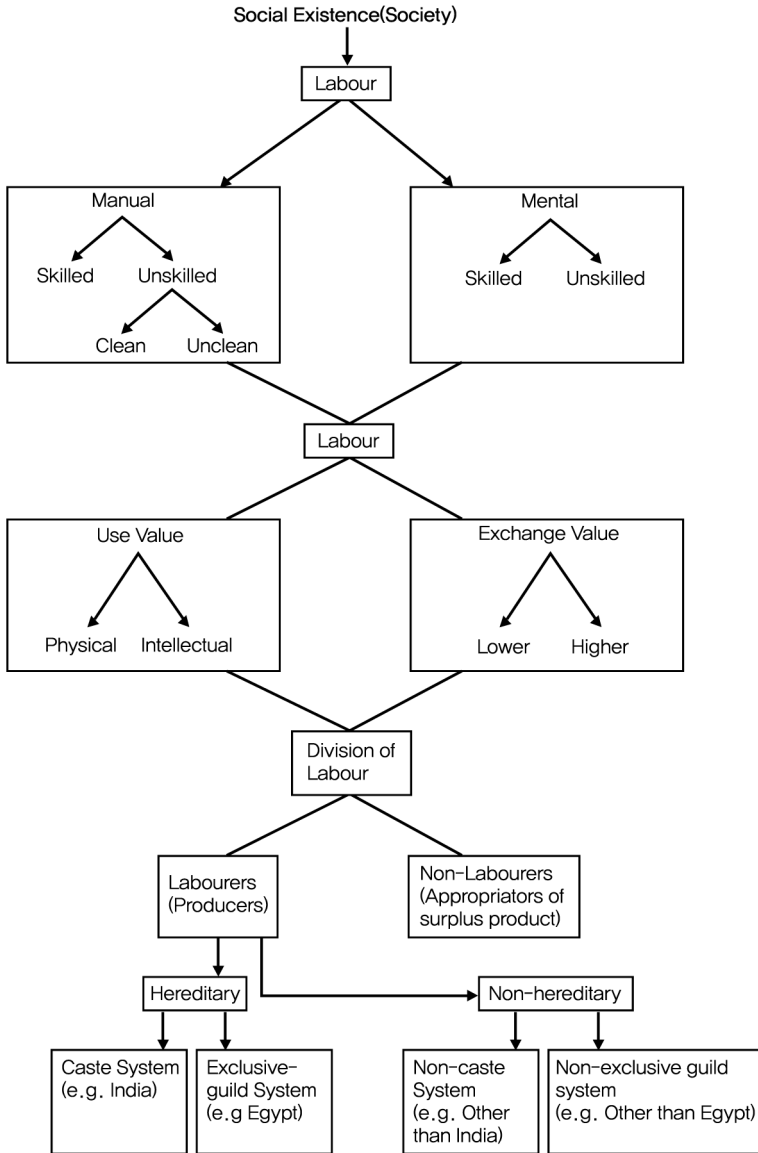 Social Existence(Society)
Labour
Manual
Mental
Skilled
Unskilled
Skilled
Unskilled
Clean
Unclean
Labour
Use Value
Exchange Value
Physical
Intellectual
Lower
Higher
Division of
Labour
Labourers
(Producers)
Non-Labourers
(Appropriators of
surplus product)
Hereditary
Non-hereditary
Caste System
(e.g. India)
Exclusive-
guild System
(e.g Egypt)
Non-caste
System
(e.g. Other
than India)
Non-exclusive guild
system
(e.g. Other than Egypt)